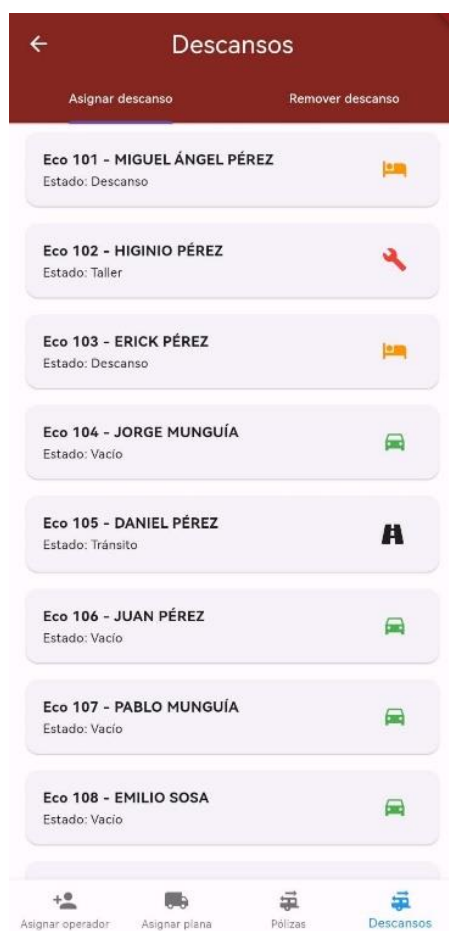 Descansos
Asignar descanso
Remover descanso
Eco 101 - MIGUEL ÁNGEL PÉREZ
Estado: Descanso
Eco 102 - HIGINIO PÉREZ
Estado: Taller
Eco 103 - ERICK PÉREZ
Estado: Descanso
Eco 104 - JORGE MUNGUÍA
Estado: Vacío
Eco 105 - DANIEL PÉREZ
Estado: Tránsito
Eco 106 - JUAN PÉREZ
Estado: Vacío
Eco 107 - PABLO MUNGUÍA
Estado: Vacío
Eco 108 - EMILIO SOSA
Estado: Vacío
Asignar operador
Asignar plana
Pólizas
Descansos